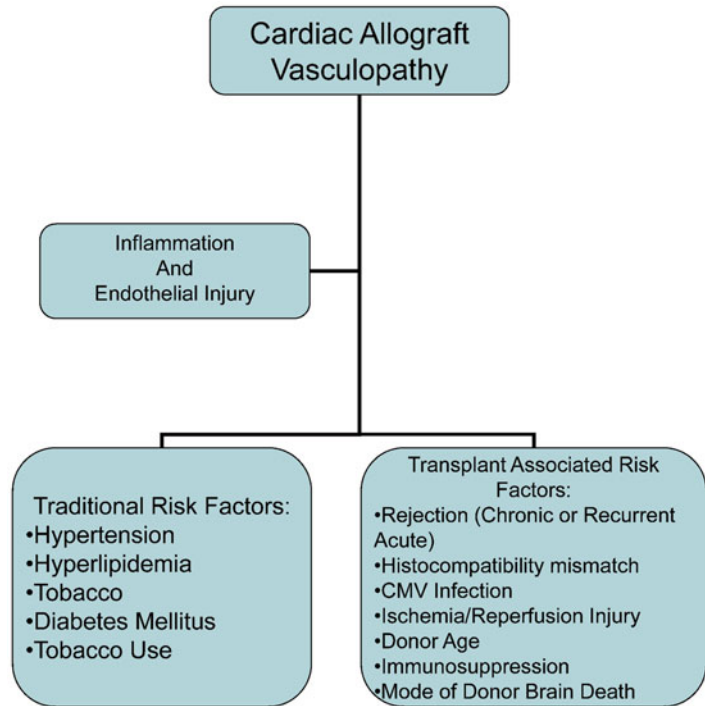 Cardiac Allograft
Vasculopathy
Inflammation
And
Endothelial Injury
Traditional Risk Factors:
•Hypertension
•Hyperlipidemia
•Tobacco
•Diabetes Mellitus
•Tobacco Use
Transplant Associated Risk
Factors:
•Rejection (Chronic or Recurrent
Acute)
•Histocompatibility mismatch
•CMV Infection
•Ischemia/Reperfusion Injury
•Donor Age
•Immunosuppression
•Mode of Donor Brain Death